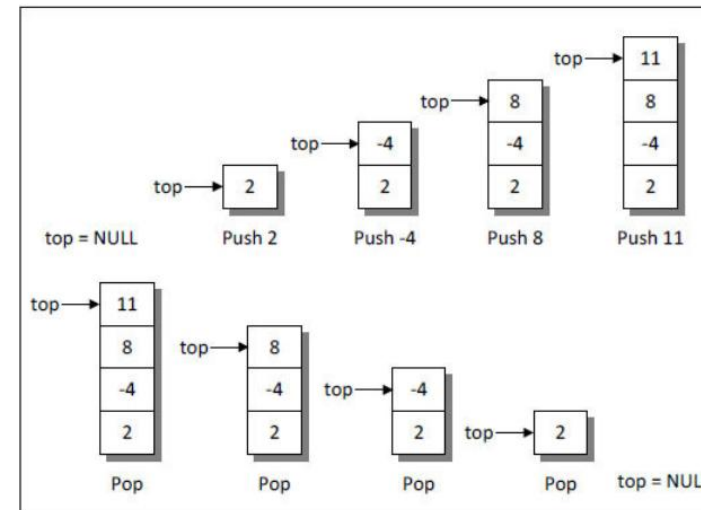 top 11
top 8 8
top -4 -4 -4
top 2 2 2 2
top = NULL Push 2 Push -4 Push 8 Push 11
top 11
8 top 8
-4 -4 top -4
2 2 2 top 2
Pop Pop Pop Pop top = NUL